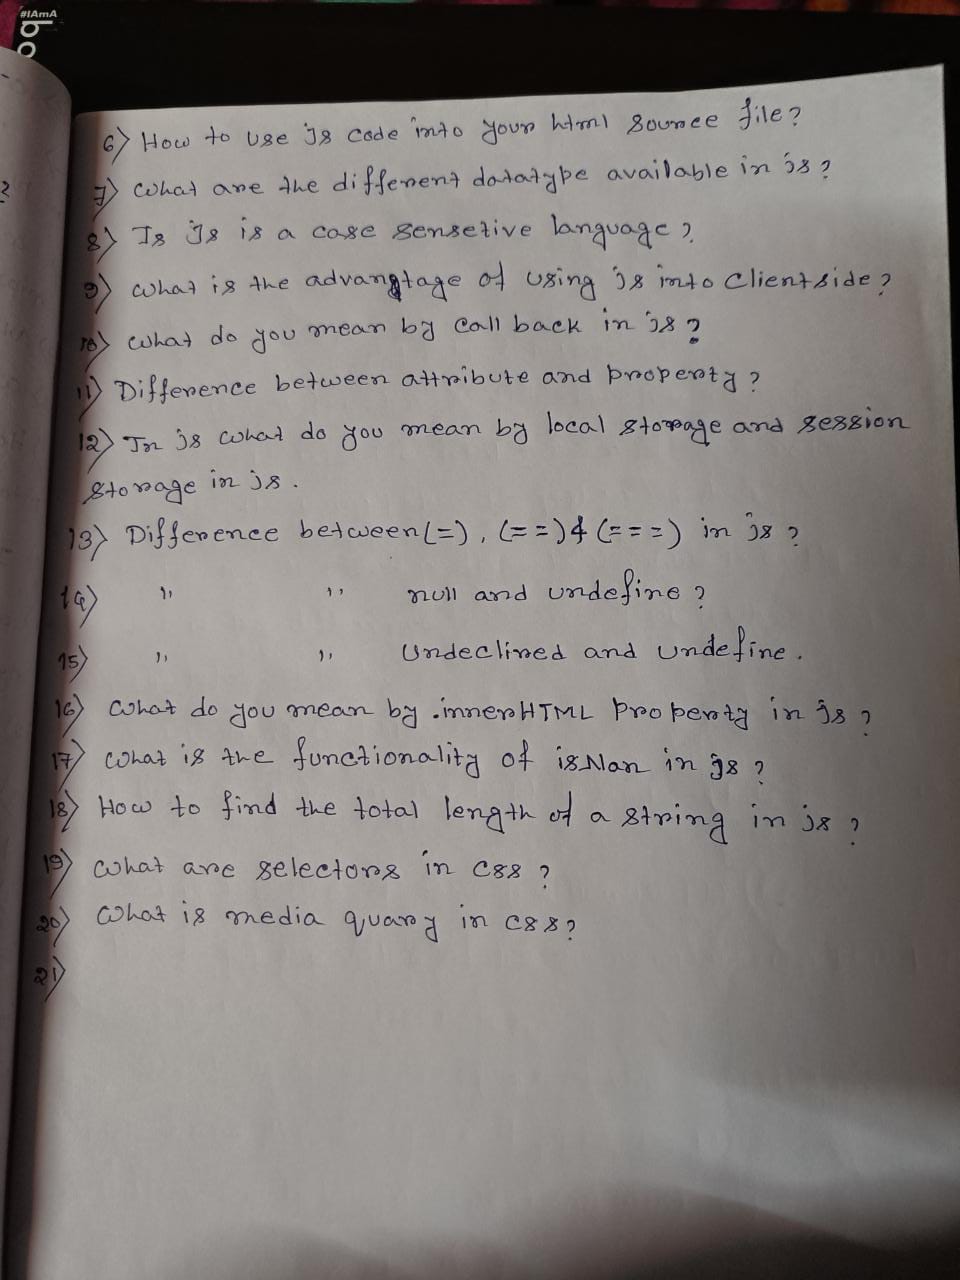 #IAmA
6) How to use Js code into your html source file?
7) What are the different datatype available in js?
8) Is Js is a case sensetive language?
9) What is the advangtage of using js into Clientside?
10) What do you mean by Call back in js?
11) Difference between attribute and property?
12) In js what do you mean by local storage and session
storage in js.
13) Difference between (=), (==) & (===) in js?
14) " " null and undefine?
15) " " Undeclined and undefine.
16) What do you mean by .innerHTML Property in js?
17) What is the functionality of isNan in js?
18) How to find the total length of a string in js?
19) What are selectors in css?
20) What is media quary in css?
21)